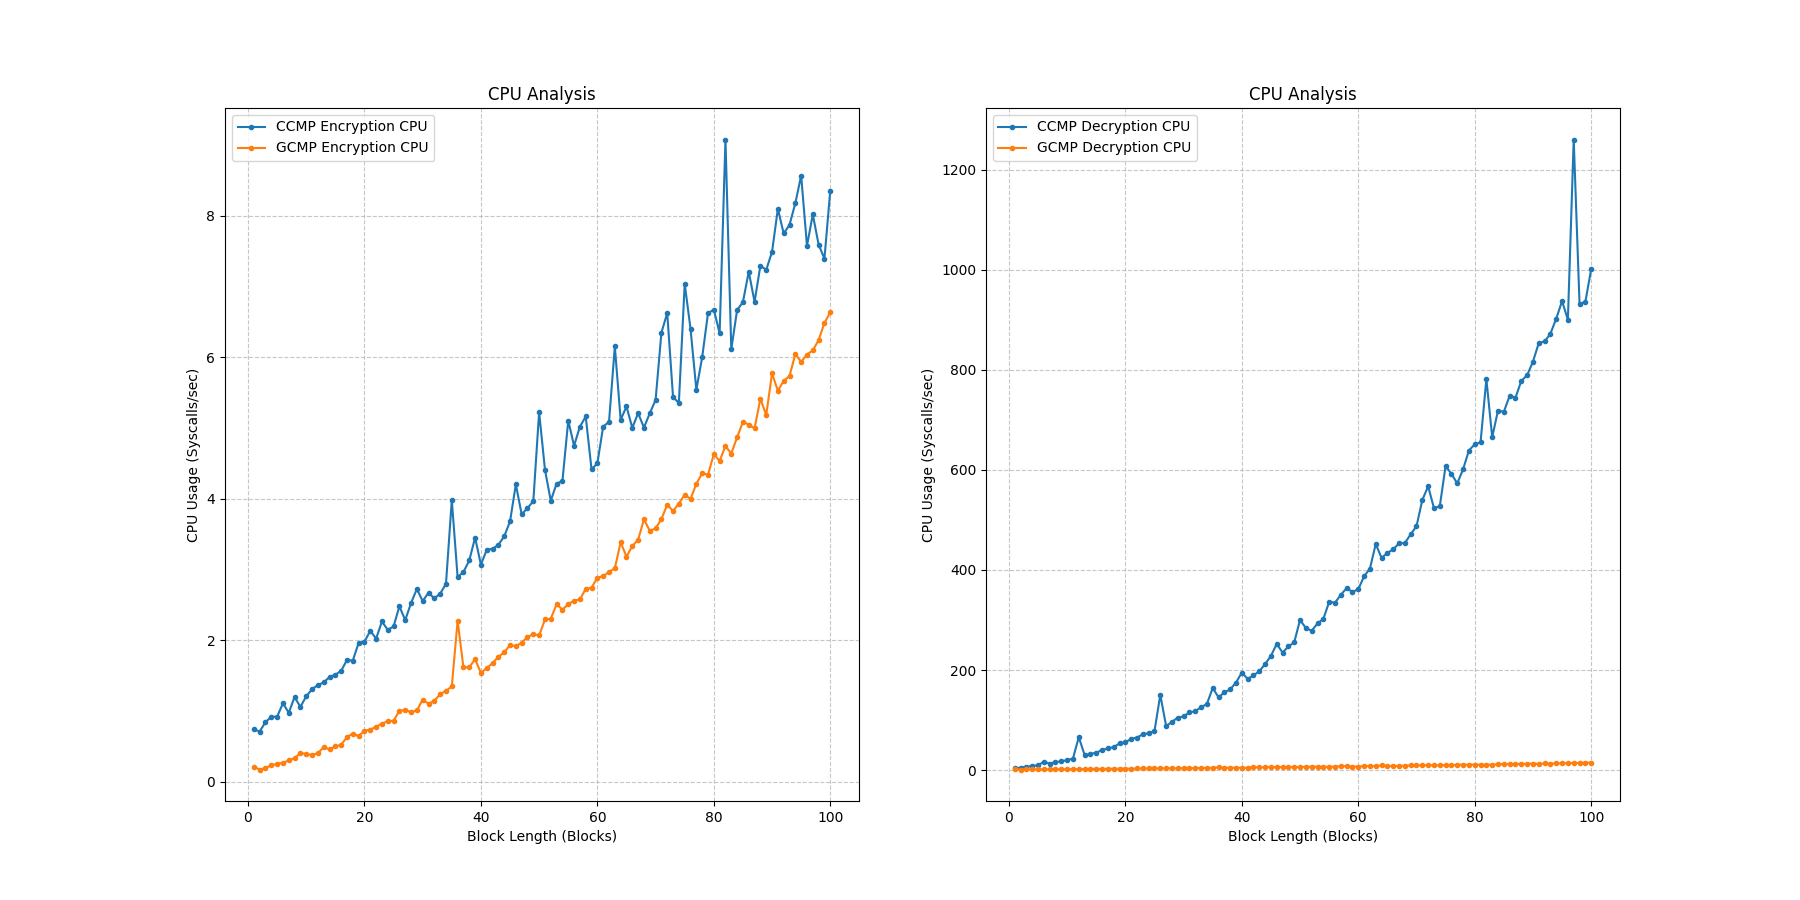 CPU Analysis
CCMP Encryption CPU
GCMP Encryption CPU
8
6
4
2
0
CPU Usage (Syscalls/sec)
0 20 40 60 80 100
Block Length (Blocks)
CPU Analysis
CCMP Decryption CPU
GCMP Decryption CPU
1200
1000
800
600
400
200
0
CPU Usage (Syscalls/sec)
0 20 40 60 80 100
Block Length (Blocks)